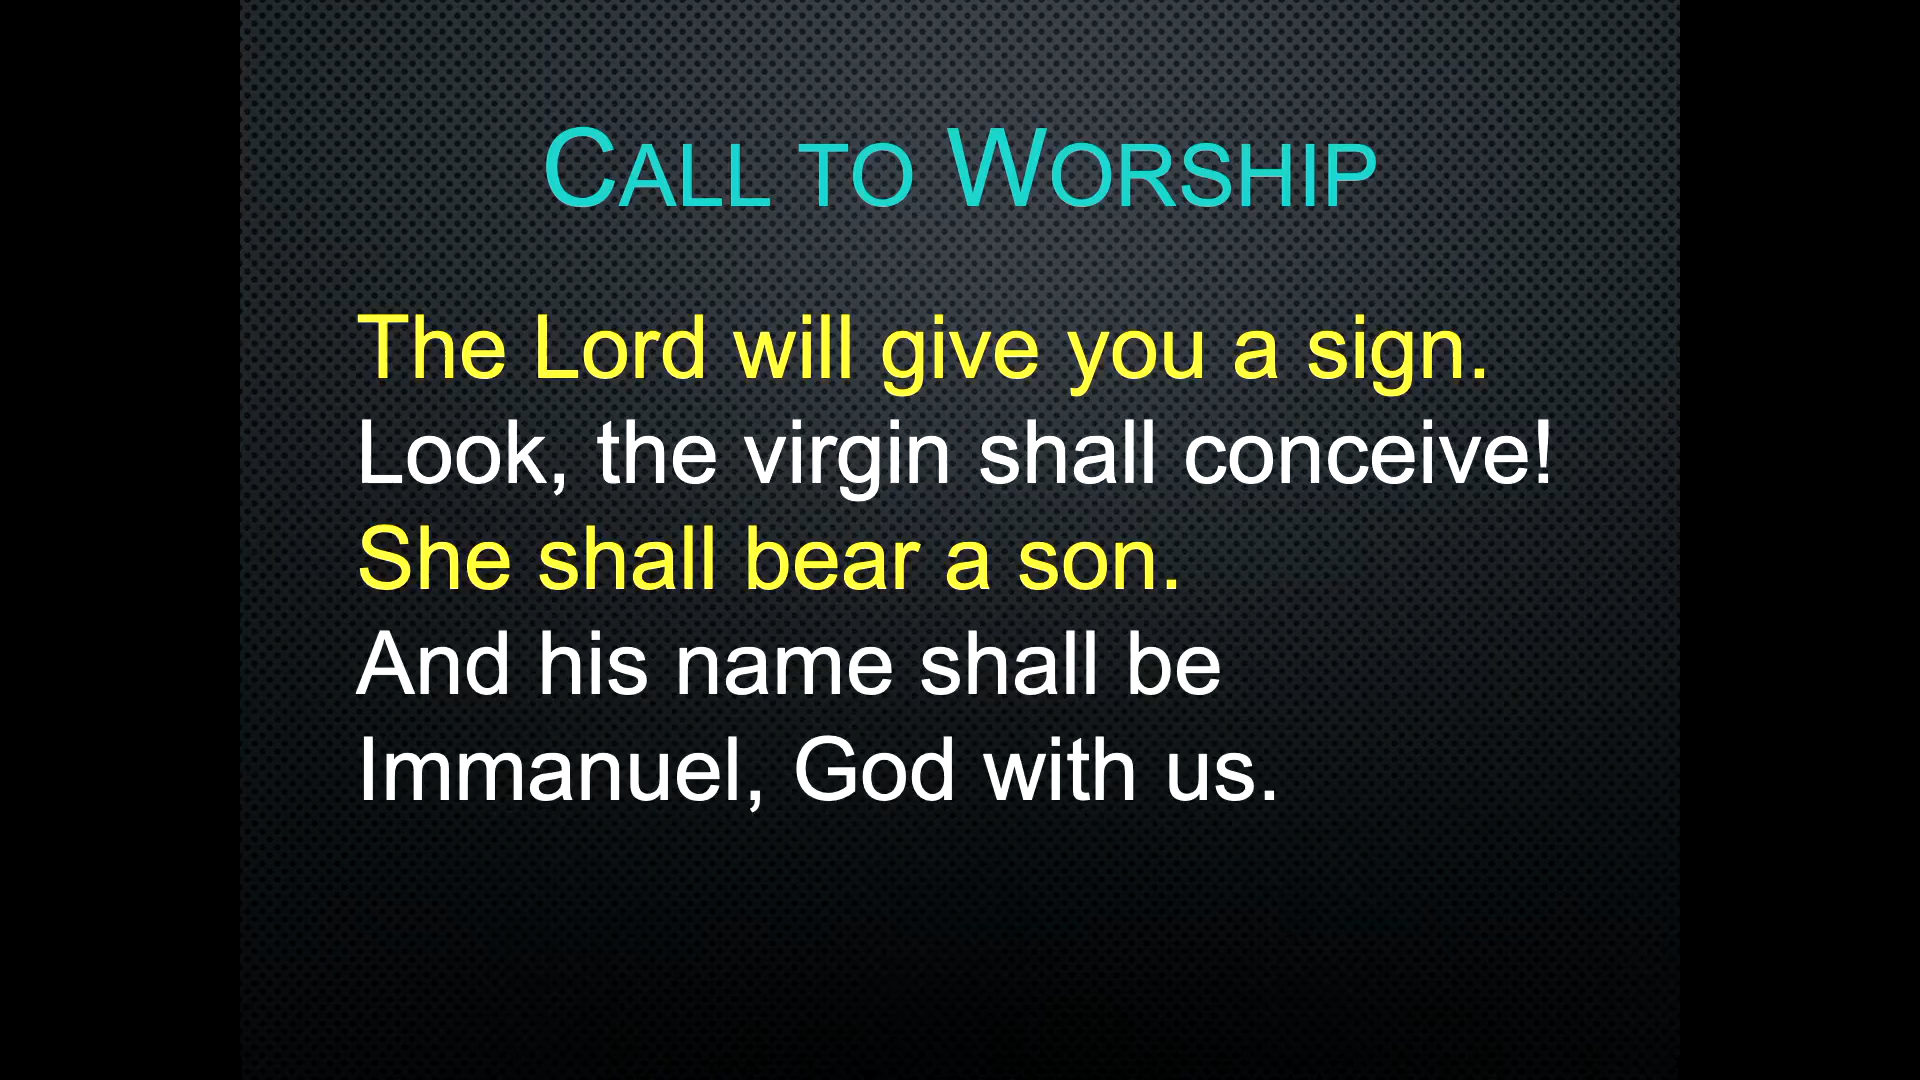 Call to Worship
The Lord will give you a sign.
Look, the virgin shall conceive!
She shall bear a son.
And his name shall be
Immanuel, God with us.